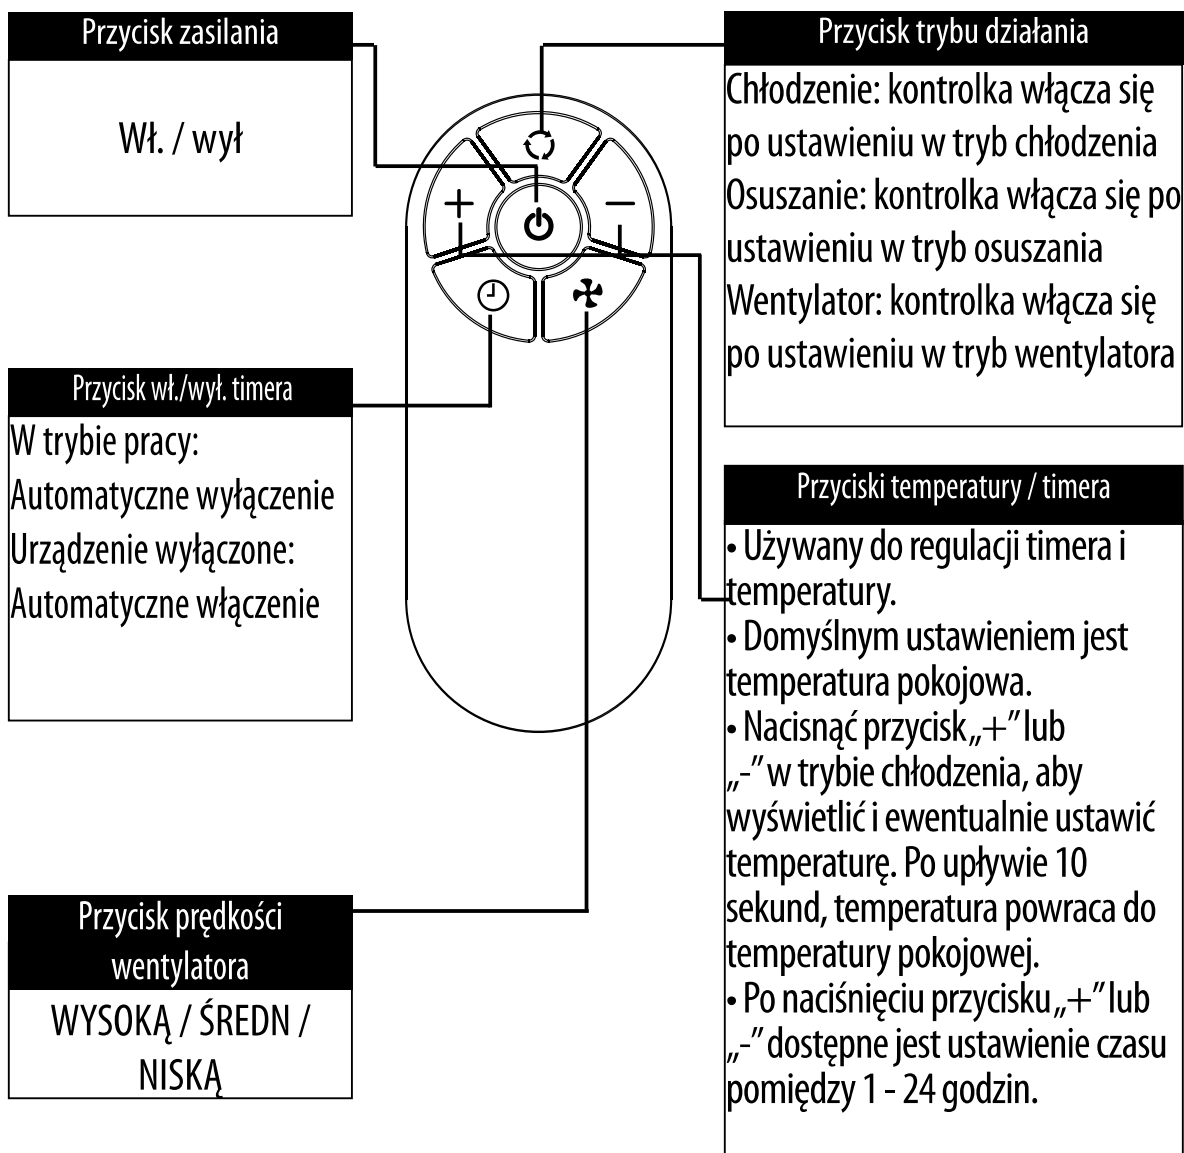 Przycisk zasilania
Wł. / wył
Przycisk trybu działania
Chłodzenie: kontrolka włącza się
po ustawieniu w tryb chłodzenia
Osuszanie: kontrolka włącza się po
ustawieniu w tryb osuszania
Wentylator: kontrolka włącza się
po ustawieniu w tryb wentylatora
Przycisk wł./wył. timera
W trybie pracy:
Automatyczne wyłączenie
Urządzenie wyłączone:
Automatyczne włączenie
Przyciski temperatury / timera
• Używany do regulacji timera i
temperatury.
• Domyślnym ustawieniem jest
temperatura pokojowa.
• Nacisnąć przycisk „+” lub
„-” w trybie chłodzenia, aby
wyświetlić i ewentualnie ustawić
temperaturę. Po upływie 10
sekund, temperatura powraca do
temperatury pokojowej.
• Po naciśnięciu przycisku „+” lub
„-” dostępne jest ustawienie czasu
pomiędzy 1 - 24 godzin.
Przycisk prędkości
wentylatora
WYSOKĄ / ŚREDN /
NISKĄ